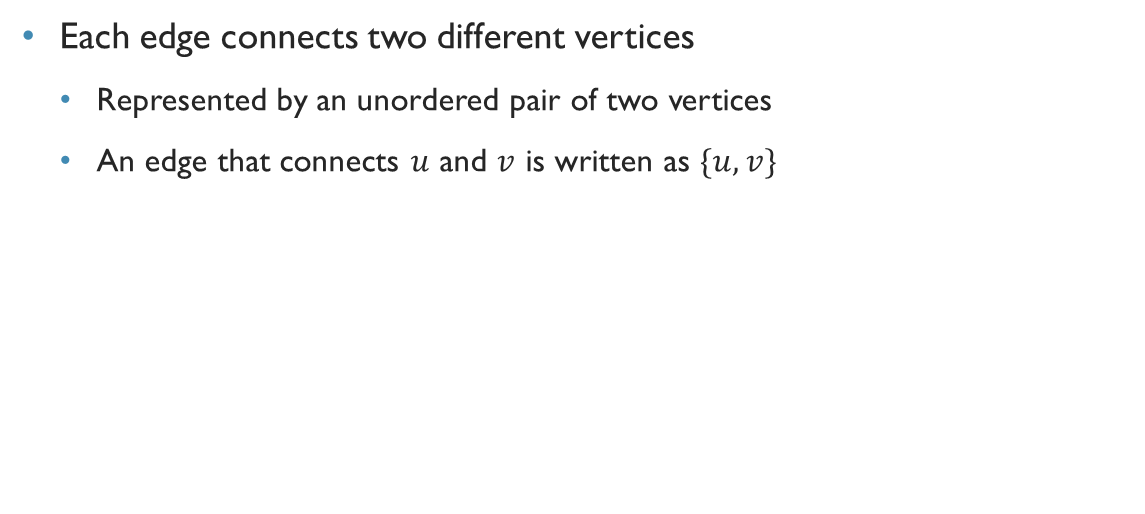 • Each edge connects two different vertices
• Represented by an unordered pair of two vertices
• An edge that connects 𝑢 and 𝑣 is written as {𝑢, 𝑣}